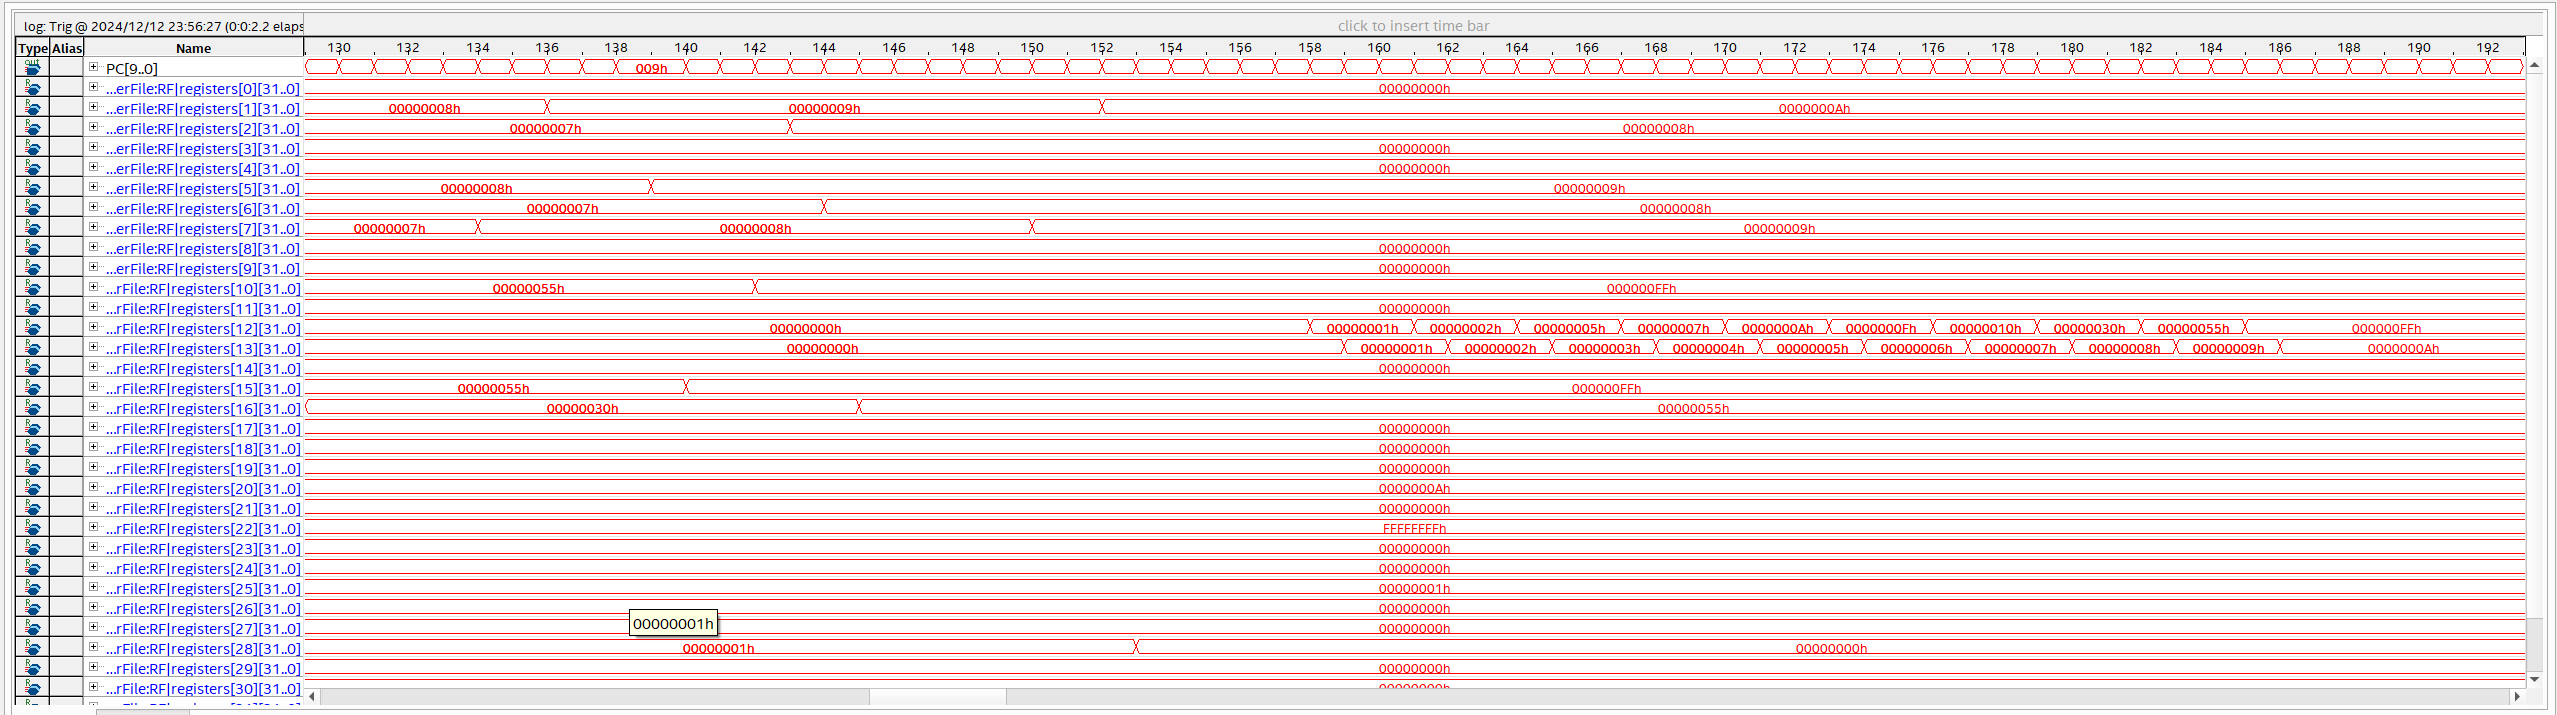 log: Trig @ 2024/12/12 23:56:27 (0:0:2.2 elaps
click to insert time bar
Type Alias Name 130 132 134 136 138 140 142 144 146 148 150 152 154 156 158 160 162 164 166 168 170 172 174 176 178 180 182 184 186 188 190 192
PC[9..0] 009h
...erFile:RF|registers[0][31..0] 00000000h
...erFile:RF|registers[1][31..0] 00000008h 00000009h 0000000Ah
...erFile:RF|registers[2][31..0] 00000007h 00000008h
...erFile:RF|registers[3][31..0] 00000000h
...erFile:RF|registers[4][31..0] 00000000h
...erFile:RF|registers[5][31..0] 00000008h 00000009h
...erFile:RF|registers[6][31..0] 00000007h 00000008h
...erFile:RF|registers[7][31..0] 00000007h 00000008h 00000009h
...erFile:RF|registers[8][31..0] 00000000h
...erFile:RF|registers[9][31..0] 00000000h
...rFile:RF|registers[10][31..0] 00000055h 000000FFh
...rFile:RF|registers[11][31..0] 00000000h
...rFile:RF|registers[12][31..0] 00000000h 00000001h 00000002h 00000005h 00000007h 0000000Ah 0000000Fh 00000010h 00000030h 00000055h 000000FFh
...rFile:RF|registers[13][31..0] 00000000h 00000001h 00000002h 00000003h 00000004h 00000005h 00000006h 00000007h 00000008h 00000009h 0000000Ah
...rFile:RF|registers[14][31..0] 00000000h
...rFile:RF|registers[15][31..0] 00000055h 000000FFh
...rFile:RF|registers[16][31..0] 00000030h 00000055h
...rFile:RF|registers[17][31..0] 00000000h
...rFile:RF|registers[18][31..0] 00000000h
...rFile:RF|registers[19][31..0] 00000000h
...rFile:RF|registers[20][31..0] 0000000Ah
...rFile:RF|registers[21][31..0] 00000000h
...rFile:RF|registers[22][31..0] FFFFFFFFh
...rFile:RF|registers[23][31..0] 00000000h
...rFile:RF|registers[24][31..0] 00000000h
...rFile:RF|registers[25][31..0] 00000001h
...rFile:RF|registers[26][31..0] 00000000h
...rFile:RF|registers[27][31..0] 00000001h 00000000h
...rFile:RF|registers[28][31..0] 00000001h 00000000h
...rFile:RF|registers[29][31..0] 00000000h
...rFile:RF|registers[30][31..0] 00000000h